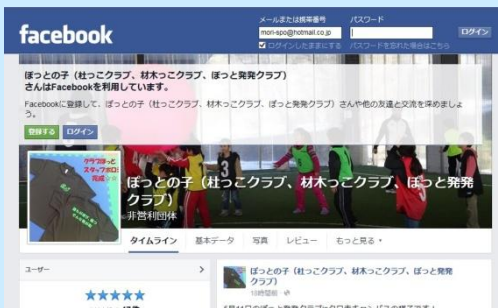 facebook
メールまたは携帯番号
パスワード
mori-spo@hotmail.co.jp
ログイン
ログインしたままにする
パスワードを忘れた場合はこちら
ぽっとの子（杜っこクラブ、材木っこクラブ、ぽっと発発クラブ）
さんはFacebookを利用しています。
Facebookに登録して、ぽっとの子（杜っこクラブ、材木っこクラブ、ぽっと発発クラブ）さんや他の友達と交流を深めましょ
う。
登録する
ログイン
クラブぽっと
スタッフポロ!
完成
ぽっとの子（杜っこクラブ、材木っこクラブ、ぽっと発発
クラブ）
非営利団体
タイムライン
基本データ
写真
レビュー
もっと見る
ユーザー
ぽっとの子（杜っこクラブ、材木っこクラブ、ぽっと発発
クラブ）